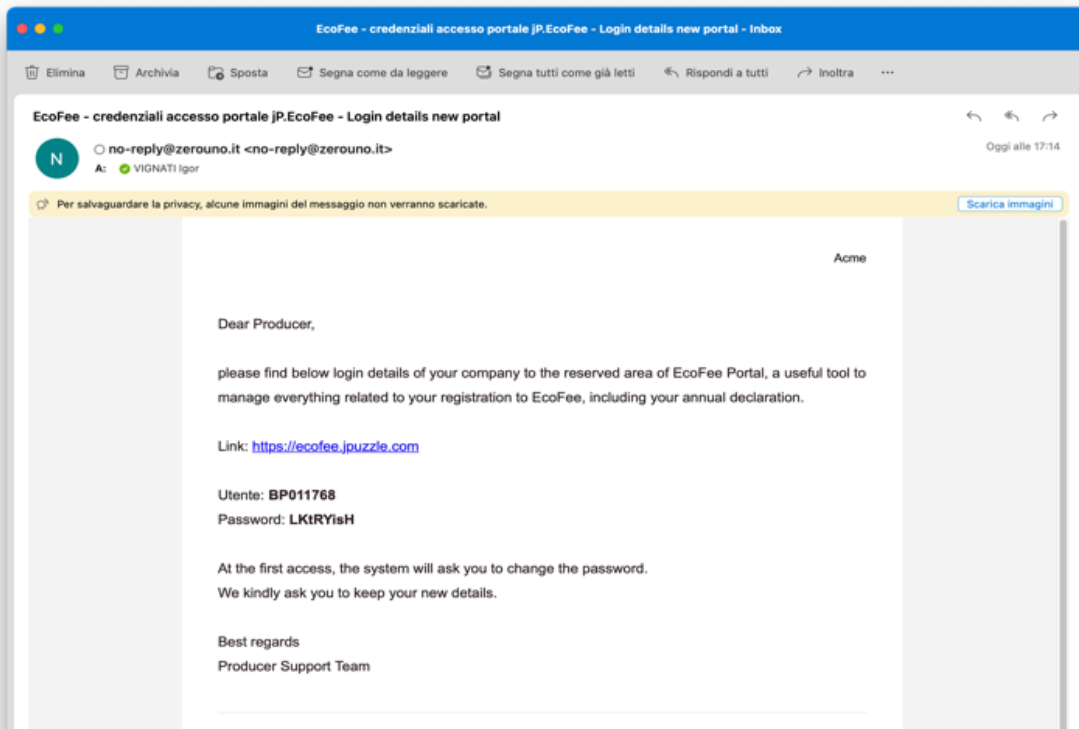 EcoFee - credenziali accesso portale jP.EcoFee - Login details new portal - Inbox
Elimina Archivia Sposta Segna come da leggere Segna tutti come già letti Rispondi a tutti Inoltra ...
EcoFee - credenziali accesso portale jP.EcoFee - Login details new portal
N
no-reply@zerouno.it <no-reply@zerouno.it>
Oggi alle 17:14
A: VIGNATI Igor
Per salvaguardare la privacy, alcune immagini del messaggio non verranno scaricate.
Scarica immagini
Acme
Dear Producer,
please find below login details of your company to the reserved area of EcoFee Portal, a useful tool to
manage everything related to your registration to EcoFee, including your annual declaration.
Link: https://ecofee.jpuzzle.com
Utente: BP011768
Password: LKtRYisH
At the first access, the system will ask you to change the password.
We kindly ask you to keep your new details.
Best regards
Producer Support Team